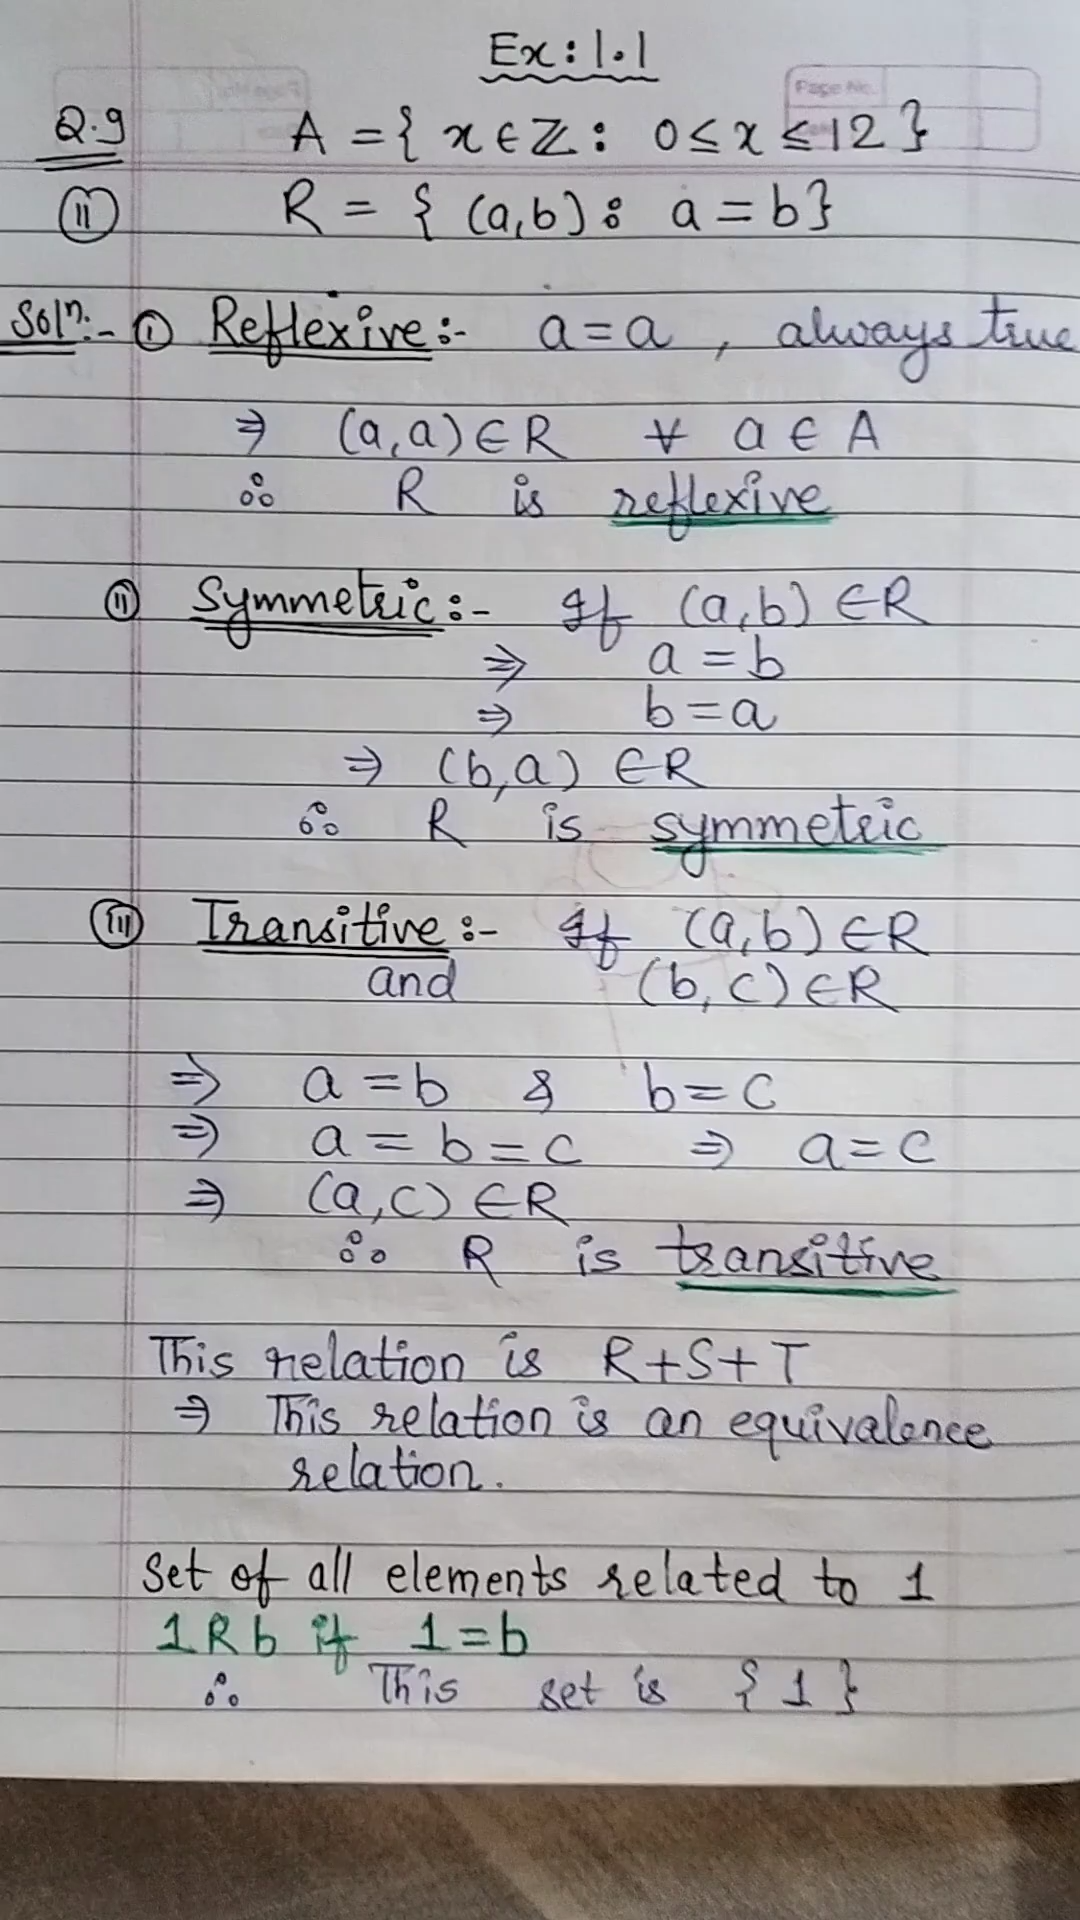 Ex: 1.1
Page No.
Q.9 A = { x ∈ Z : 0 ≤ x ≤ 12 }
(ii) R = { (a,b) : a = b}
Solⁿ:- (i) Reflexive :- a = a , always true
⇒ (a,a) ∈ R ∀ a ∈ A
∴ R is reflexive
(ii) Symmetric :- If (a,b) ∈ R
⇒ a = b
⇒ b = a
⇒ (b,a) ∈ R
∴ R is symmetric
(iii) Transitive :- If (a,b) ∈ R
and (b,c) ∈ R
⇒ a = b & b = c
⇒ a = b = c ⇒ a = c
⇒ (a,c) ∈ R
∴ R is transitive
This relation is R+S+T
⇒ This relation is an equivalence
relation.
Set of all elements related to 1
1 R b if 1 = b
∴ This set is { 1 }